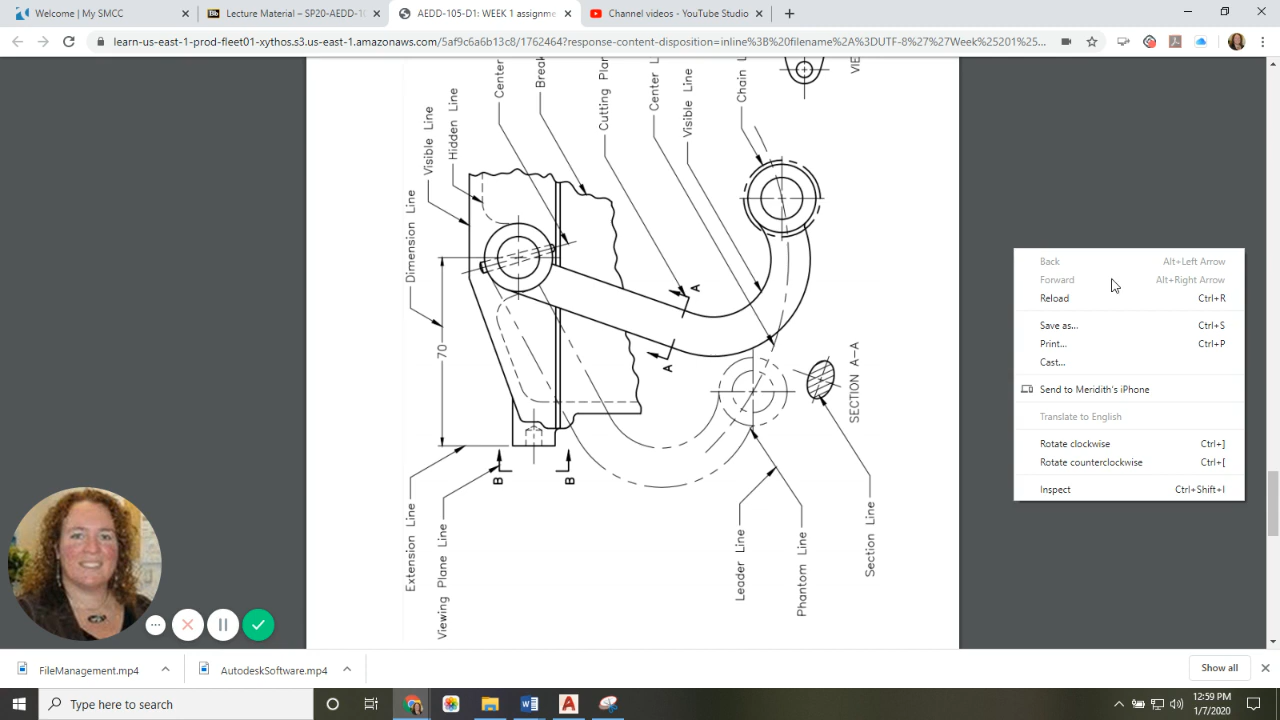 Welcome | My SMCC
Bb
Lecture Material – SP20-AEDD-10
AEDD-105-D1: WEEK 1 assignme
Channel videos - YouTube Studio
learn-us-east-1-prod-fleet01-xythos.s3.us-east-1.amazonaws.com/5af9c6a6b13c8/1762464?response-content-disposition=inline%3B%20filename%2A%3DUTF-8%27%27Week%201%25...
Extension Line
Viewing Plane Line
Dimension Line
Visible Line
Hidden Line
Center
Break
Cutting Plan
Center L
Visible Line
Chain L
VIE
70
A
A
B
B
SECTION A-A
Leader Line
Phantom Line
Section Line
Back Alt+Left Arrow
Forward Alt+Right Arrow
Reload Ctrl+R
Save as... Ctrl+S
Print... Ctrl+P
Cast...
Send to Meridith's iPhone
Translate to English
Rotate clockwise Ctrl+]
Rotate counterclockwise Ctrl+[
Inspect Ctrl+Shift+I
FileManagement.mp4
AutodeskSoftware.mp4
Show all
Type here to search
12:59 PM
1/7/2020